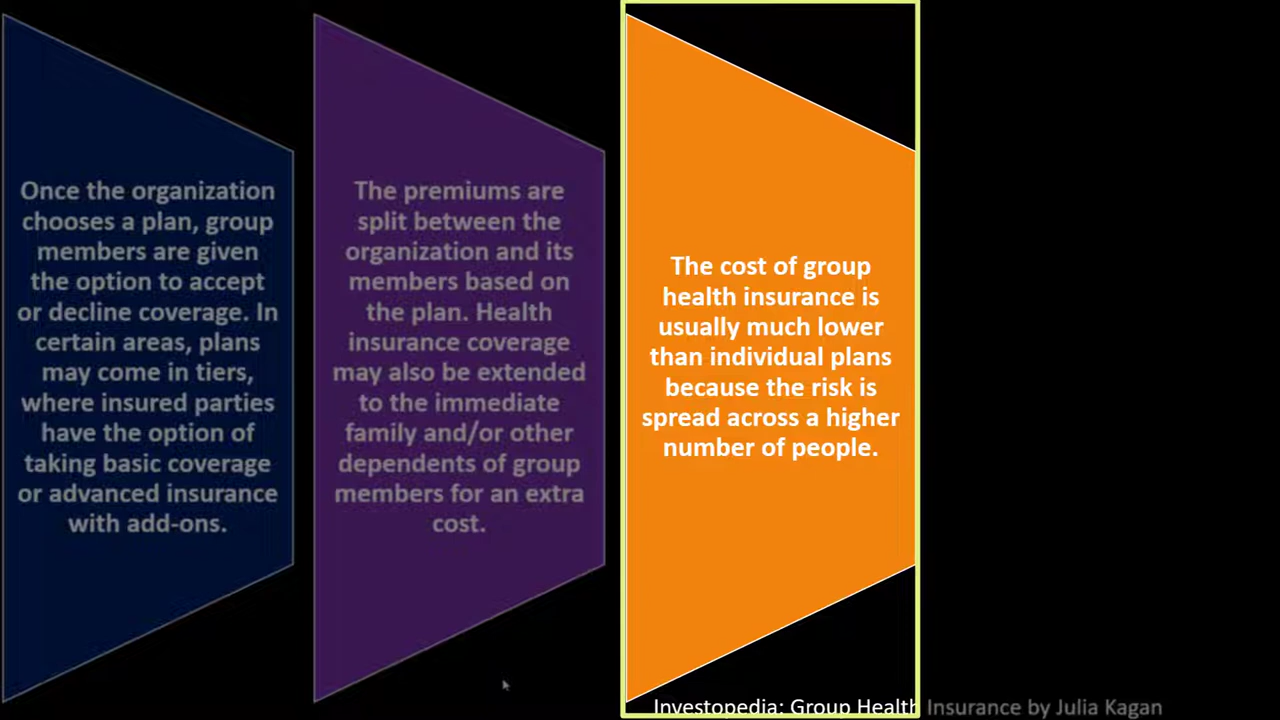 Once the organization
chooses a plan, group
members are given
the option to accept
or decline coverage. In
certain areas, plans
may come in tiers,
where insured parties
have the option of
taking basic coverage
or advanced insurance
with add-ons.
The premiums are
split between the
organization and its
members based on
the plan. Health
insurance coverage
may also be extended
to the immediate
family and/or other
dependents of group
members for an extra
cost.
The cost of group
health insurance is
usually much lower
than individual plans
because the risk is
spread across a higher
number of people.
Investopedia: Group Health Insurance by Julia Kagan